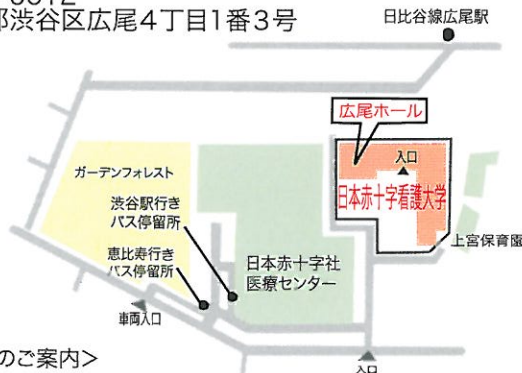 渋谷区広尾4丁目1番3号
日比谷線広尾駅
広尾ホール
入口
日本赤十字看護大学
上宮保育園
ガーデンフォレスト
渋谷駅行き
バス停留所
恵比寿行き
バス停留所
日本赤十字社
医療センター
車両入口
入口
のご案内>